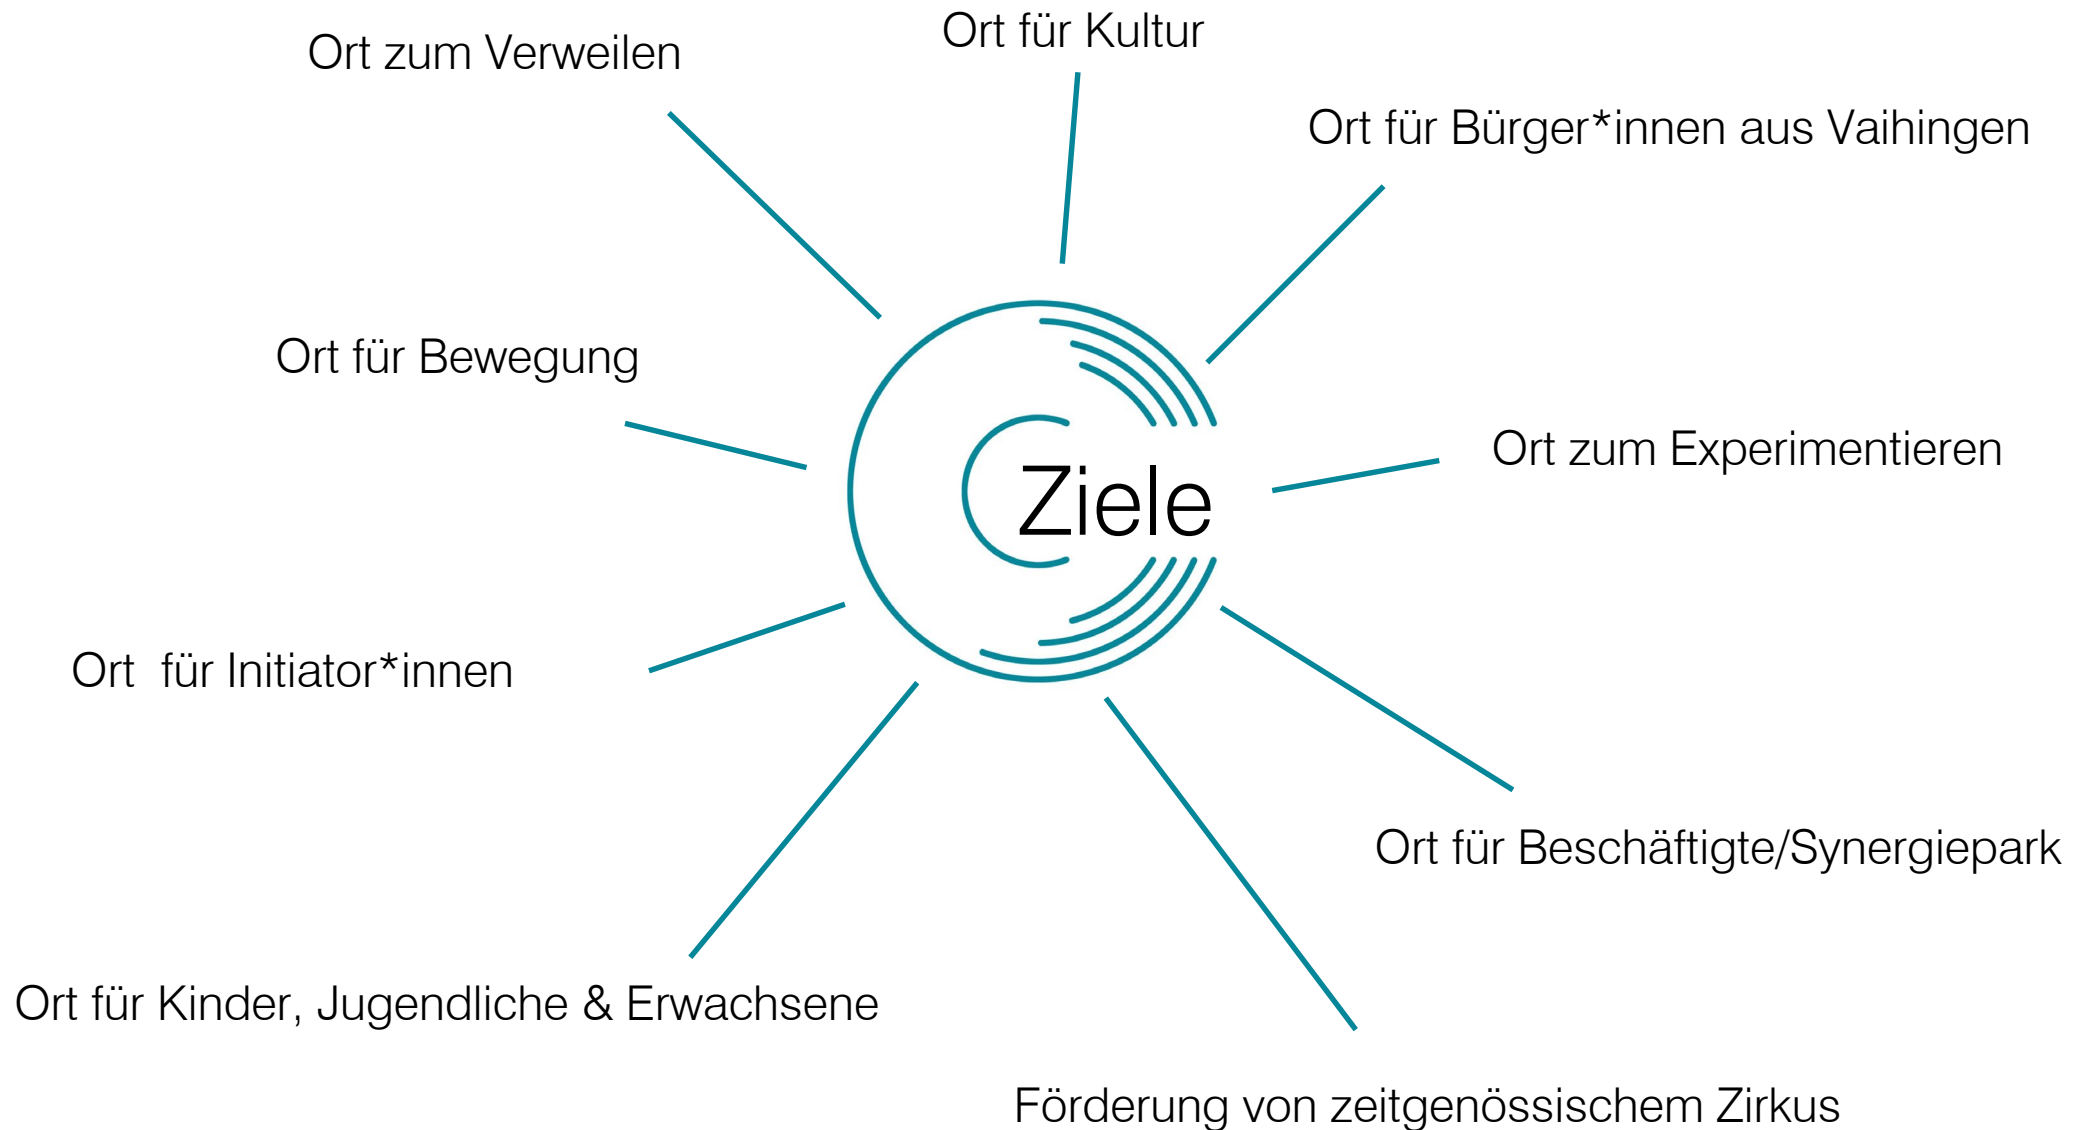 Ort für Kultur
Ort zum Verweilen
Ort für Bürger*innen aus Vaihingen
Ort für Bewegung
Ort zum Experimentieren
Ziele
Ort  für Initiator*innen
Ort für Beschäftigte/Synergiepark
Ort für Kinder, Jugendliche & Erwachsene
Förderung von zeitgenössischem Zirkus